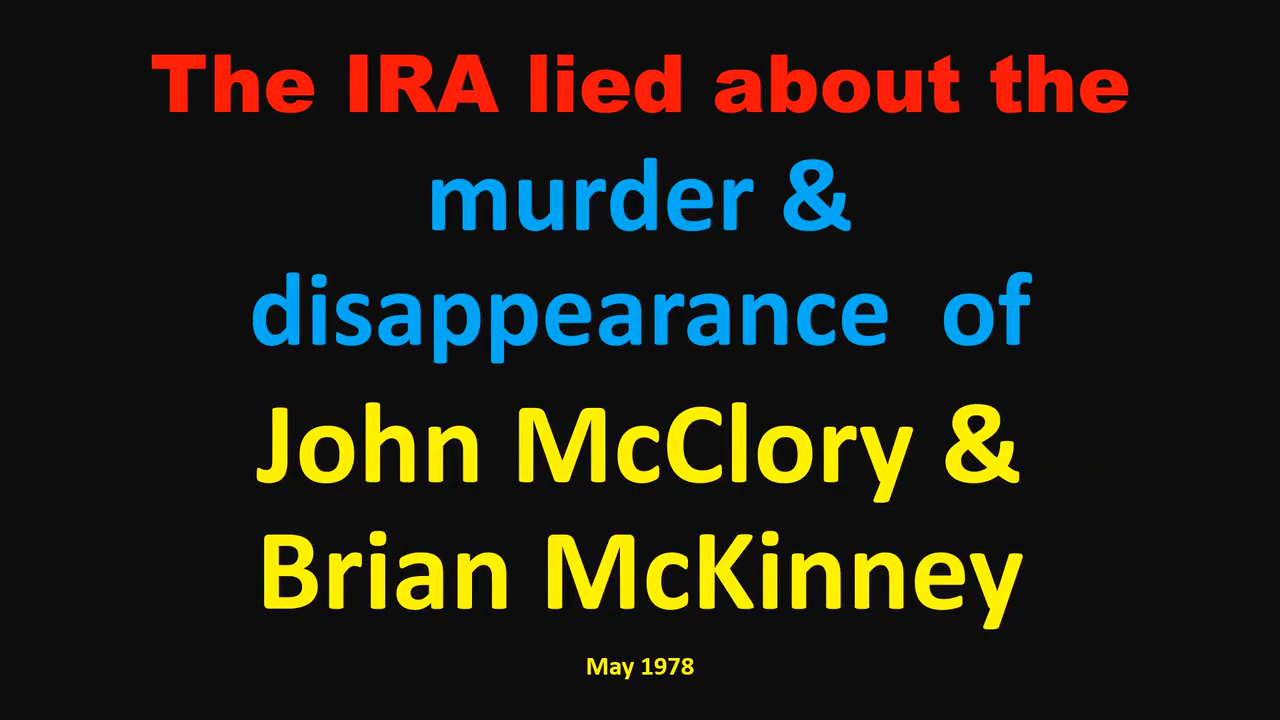 The IRA lied about the
murder &
disappearance of
John McClory &
Brian McKinney
May 1978